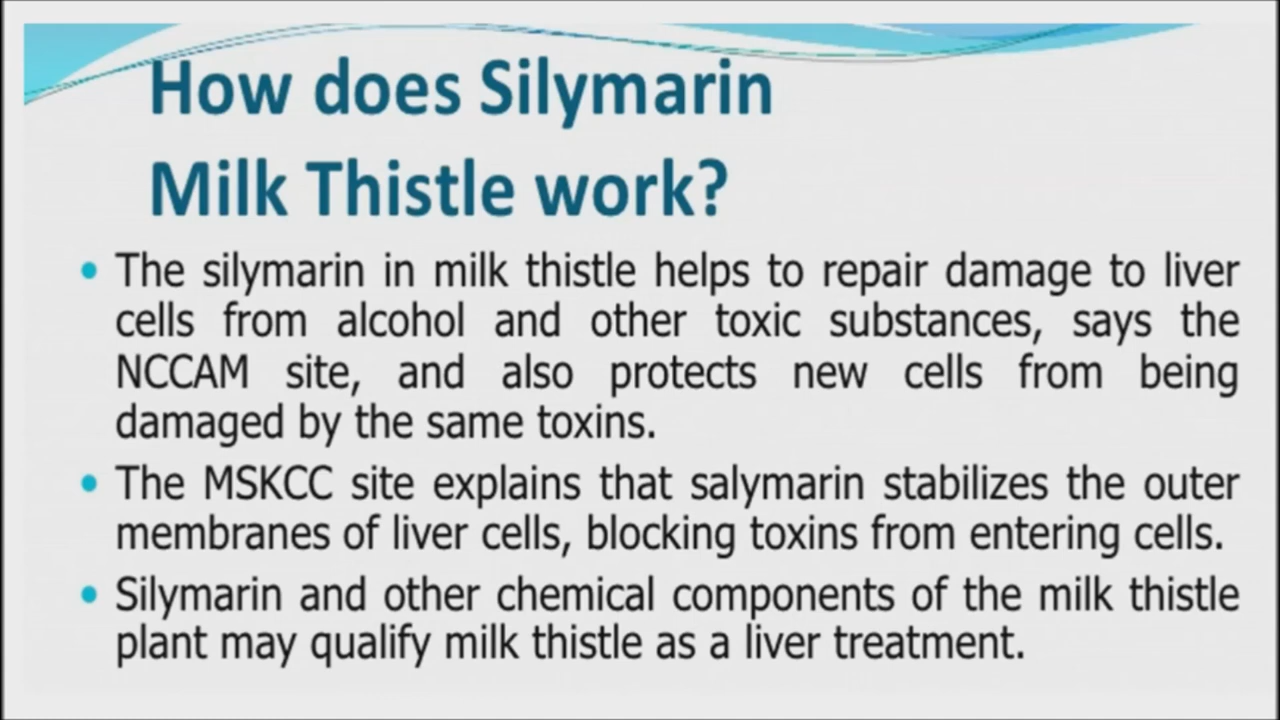 How does Silymarin
Milk Thistle work?
• The silymarin in milk thistle helps to repair damage to liver
cells from alcohol and other toxic substances, says the
NCCAM site, and also protects new cells from being
damaged by the same toxins.
• The MSKCC site explains that salymarin stabilizes the outer
membranes of liver cells, blocking toxins from entering cells.
• Silymarin and other chemical components of the milk thistle
plant may qualify milk thistle as a liver treatment.